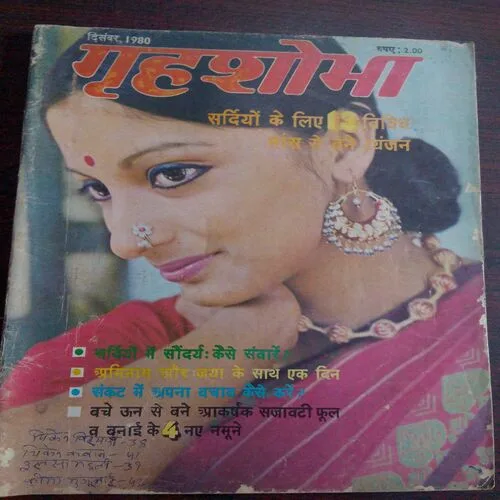 दिसंबर, 1980
रुपए : 2.00
गृहशोभा
सर्दियों के लिए विविध
मांस से बने व्यंजन
सर्दियों में सौंदर्य : कैसे संवारें ?
अमिताभ और जया के साथ एक दिन
संकट में अपना बचाव कैसे करें ?
बचे ऊन से बने आकर्षक सजावटी फूल
व बुनाई के 4 नए नमूने